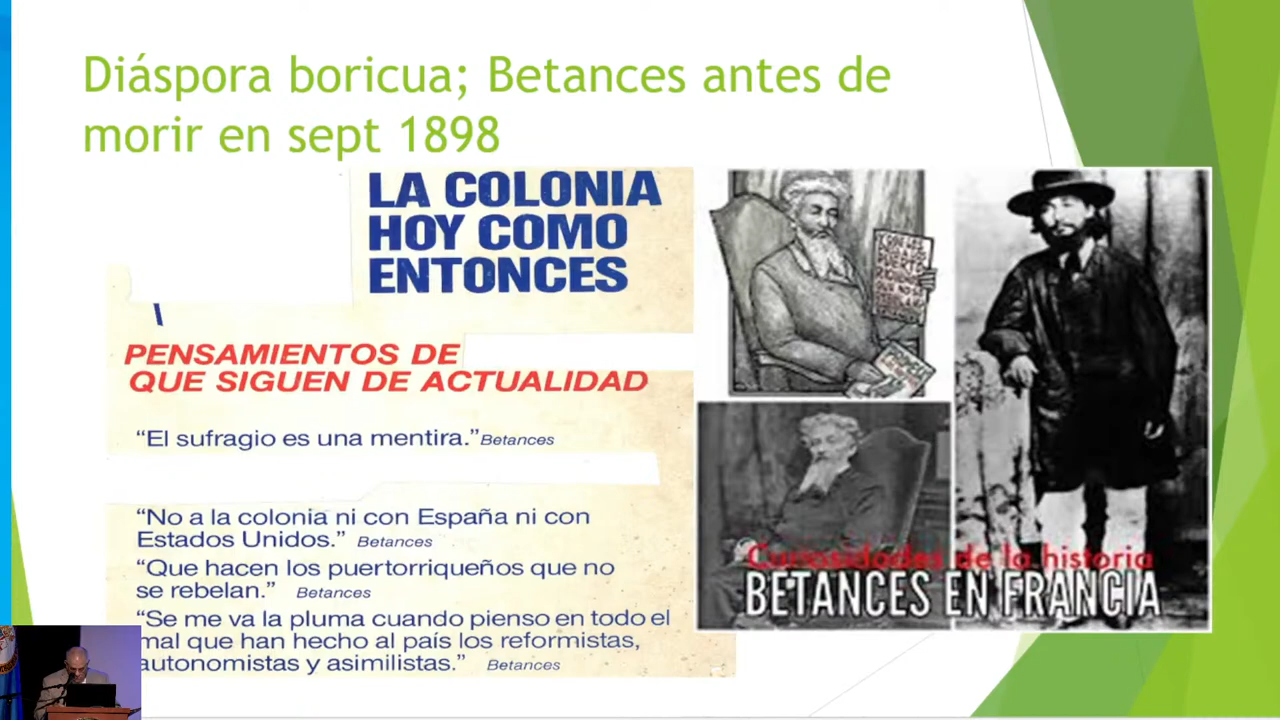 Diáspora boricua; Betances antes de
morir en sept 1898
LA COLONIA
HOY COMO
ENTONCES
PENSAMIENTOS DE
QUE SIGUEN DE ACTUALIDAD
“El sufragio es una mentira.” Betances
“No a la colonia ni con España ni con
Estados Unidos.” Betances
“Que hacen los puertorriqueños que no
se rebelan.” Betances
“Se me va la pluma cuando pienso en todo el
mal que han hecho al país los reformistas,
autonomistas y asimilistas.” Betances
Curiosidades de la historia
BETANCES EN FRANCIA